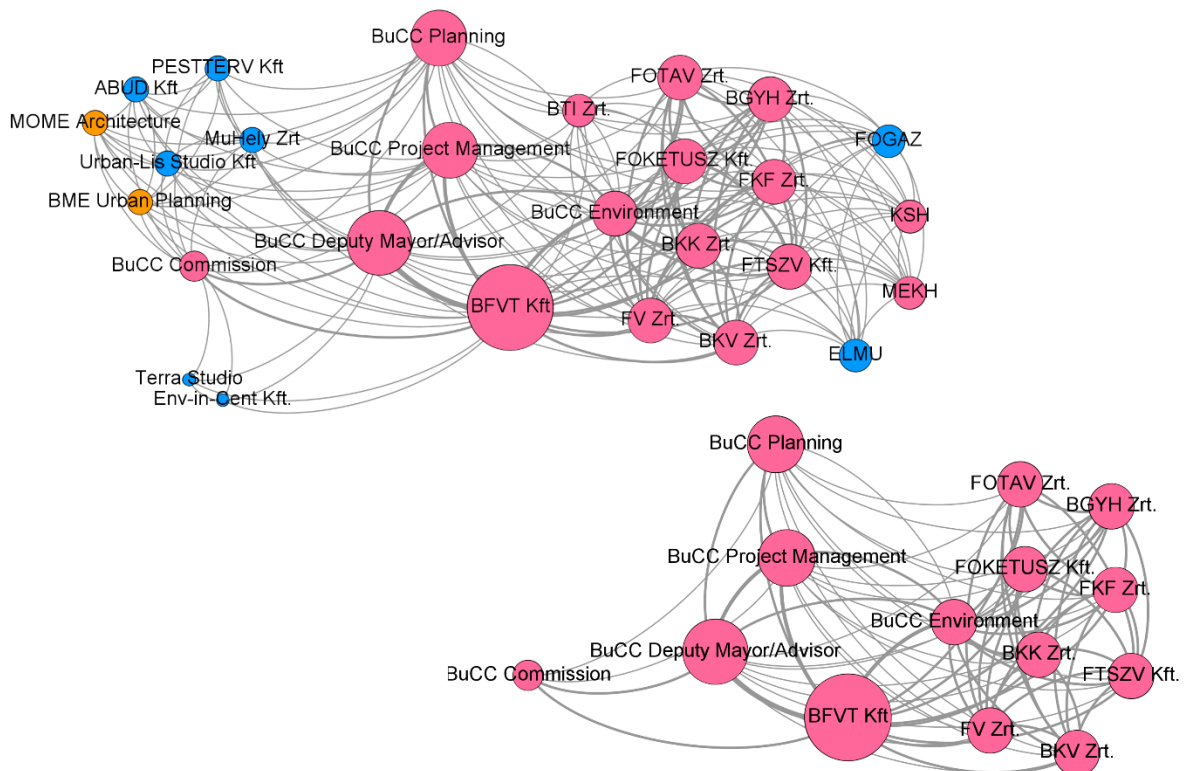 BuCC Planning
PESTTERV Kft
ABUD Kft
MOME Architecture
MuHely Zrt
Urban-Lis Studio Kft
BME Urban Planning
BuCC Commission
BuCC Project Management
BuCC Deputy Mayor/Advisor
BFVT Kft
Terra Studio
Env-in-Cent Kft.
FOTAV Zrt.
BGYH Zrt.
BTI Zrt.
FOGAZ
FOKETUSZ Kft.
FKF Zrt.
BuCC Environment
KSH
BKK Zrt.
FTSZV Kft.
MEKH
FV Zrt.
BKV Zrt.
ELMU
BuCC Planning
FOTAV Zrt.
BGYH Zrt.
BuCC Project Management
FOKETUSZ Kft.
FKF Zrt.
BuCC Environment
BuCC Deputy Mayor/Advisor
BKK Zrt.
BuCC Commission
FTSZV Kft.
BFVT Kft
FV Zrt.
BKV Zrt.